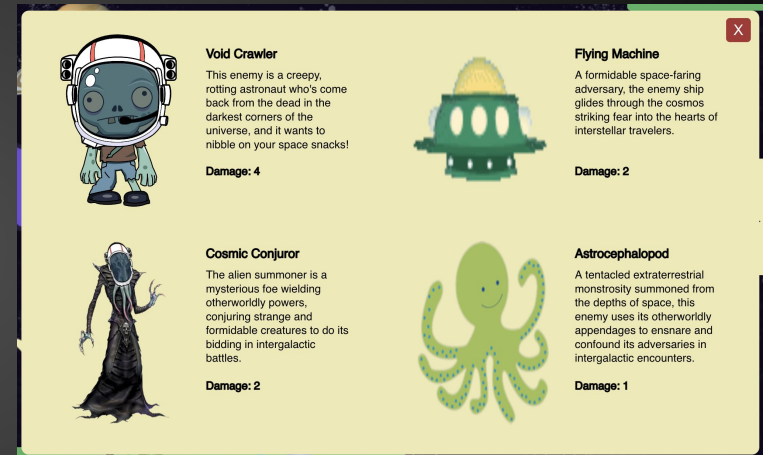 X
Void Crawler
This enemy is a creepy,
rotting astronaut who's come
back from the dead in the
darkest corners of the
universe, and it wants to
nibble on your space snacks!
Damage: 4
Flying Machine
A formidable space-faring
adversary, the enemy ship
glides through the cosmos
striking fear into the hearts of
interstellar travelers.
Damage: 2
Cosmic Conjuror
The alien summoner is a
mysterious foe wielding
otherworldly powers,
conjuring strange and
formidable creatures to do its
bidding in intergalactic
battles.
Damage: 2
Astrocephalopod
A tentacled extraterrestrial
monstrosity summoned from
the depths of space, this
enemy uses its otherworldly
appendages to ensnare and
confound its adversaries in
intergalactic encounters.
Damage: 1